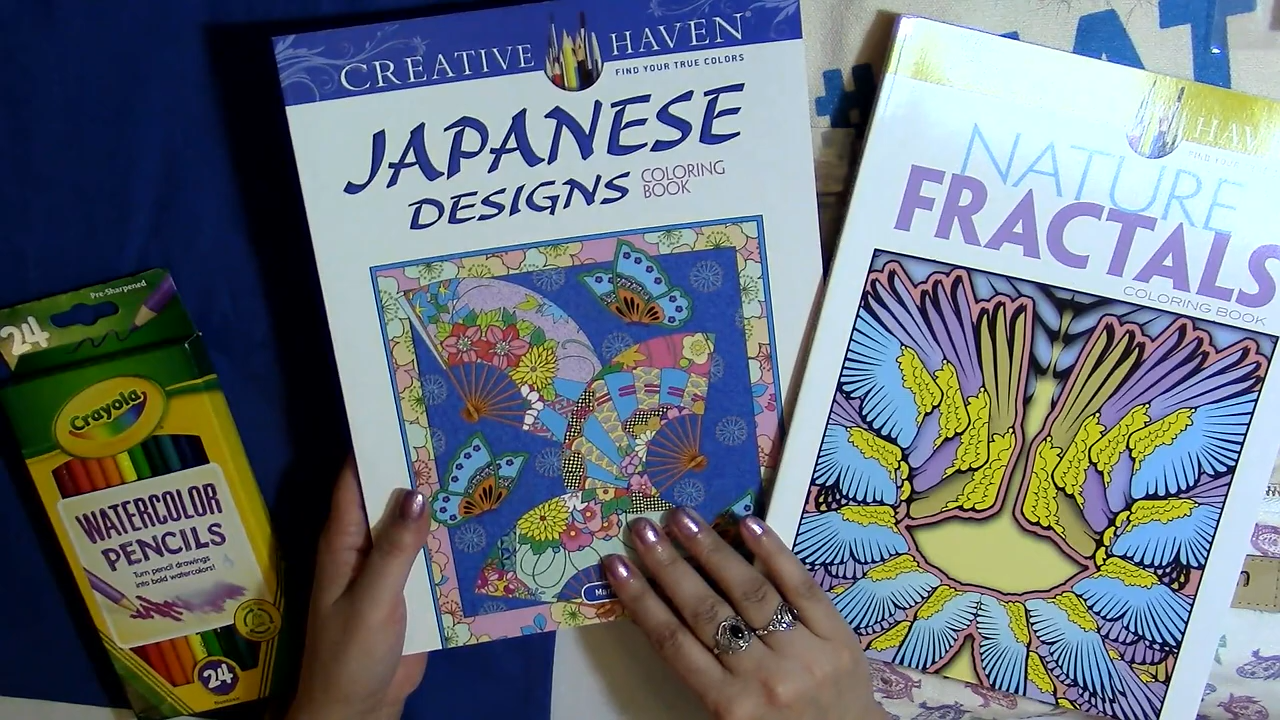 CREATIVE HAVEN
FIND YOUR TRUE COLORS
JAPANESE
DESIGNS
COLORING
BOOK
HAV
NATURE
FRACTALS
COLORING BOOK
Pre-Sharpened
24
Crayola
WATERCOLOR
PENCILS
Turn pencil drawings
into bold watercolors!
24